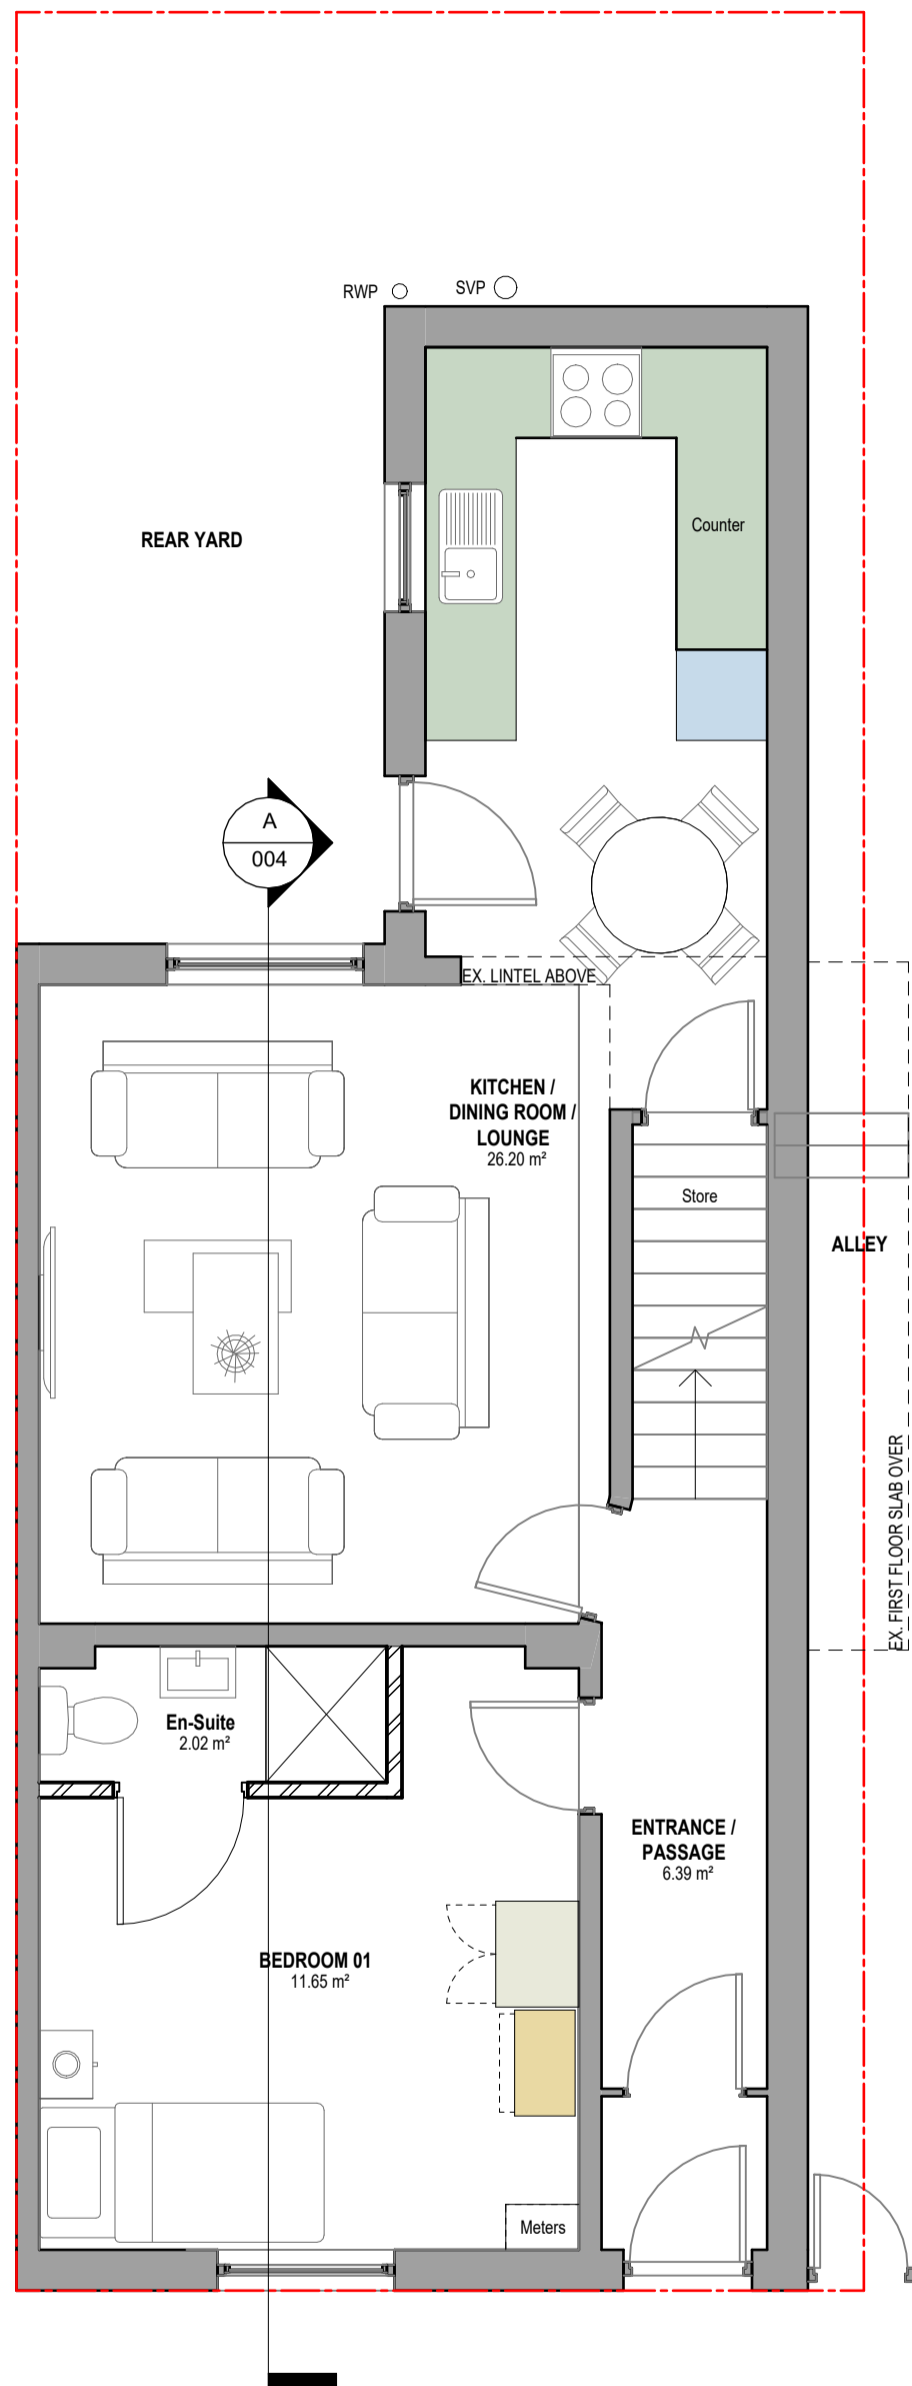 RWP
SVP
Counter
REAR YARD
A
004
EX. LINTEL ABOVE
KITCHEN /
DINING ROOM /
LOUNGE
26.20 m²
Store
ALLEY
EX. FIRST FLOOR SLAB OVER
En-Suite
2.02 m²
ENTRANCE /
PASSAGE
6.39 m²
BEDROOM 01
11.65 m²
Meters